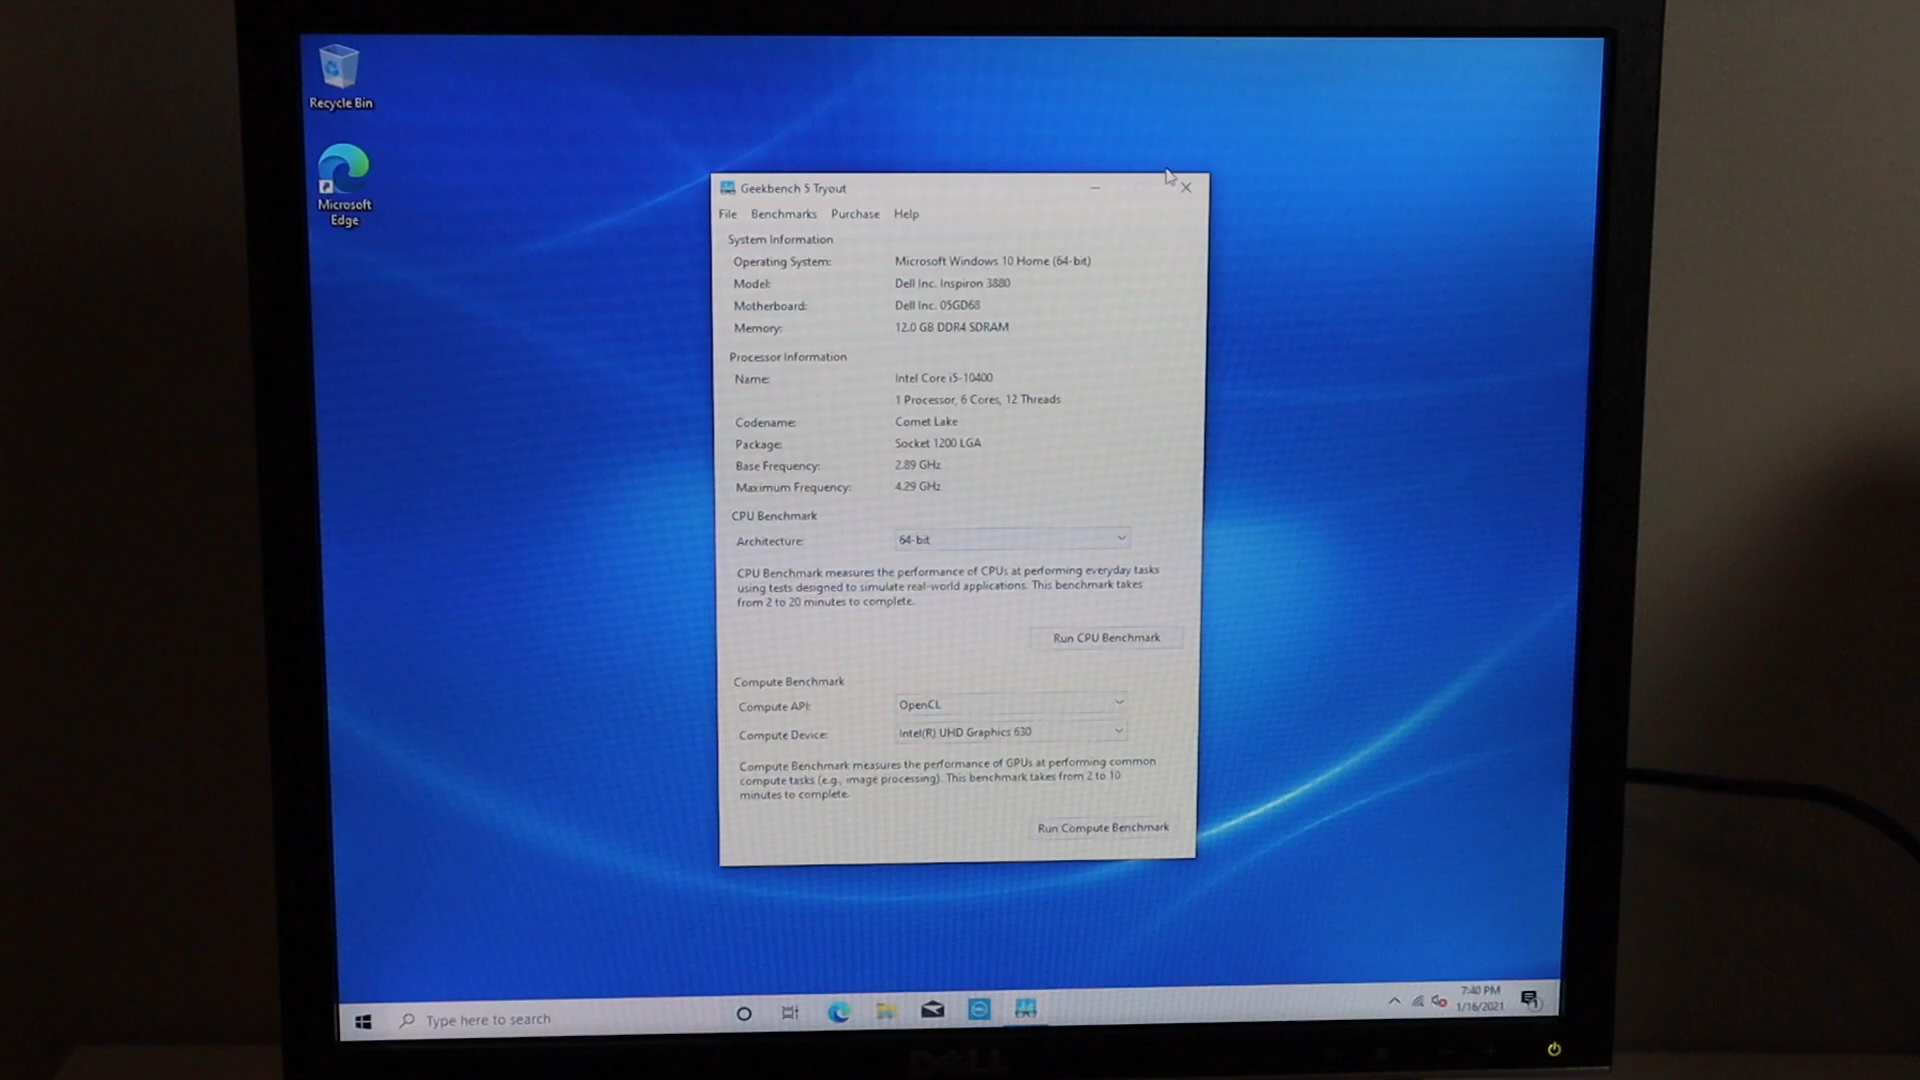 Recycle Bin
Microsoft
Edge
Geekbench 5 Tryout
File Benchmarks Purchase Help
System Information
Operating System: Microsoft Windows 10 Home (64-bit)
Model: Dell Inc. Inspiron 3880
Motherboard: Dell Inc. 05GD68
Memory: 12.0 GB DDR4 SDRAM
Processor Information
Name: Intel Core i5-10400
1 Processor, 6 Cores, 12 Threads
Codename: Comet Lake
Package: Socket 1200 LGA
Base Frequency: 2.89 GHz
Maximum Frequency: 4.29 GHz
CPU Benchmark
Architecture: 64-bit
CPU Benchmark measures the performance of CPUs at performing everyday tasks
using tests designed to simulate real-world applications. This benchmark takes
from 2 to 20 minutes to complete.
Run CPU Benchmark
Compute Benchmark
Compute API: OpenCL
Compute Device: Intel(R) UHD Graphics 630
Compute Benchmark measures the performance of GPUs at performing common
compute tasks (e.g., image processing). This benchmark takes from 2 to 10
minutes to complete.
Run Compute Benchmark
Type here to search
7:40 PM
1/16/2021
DELL